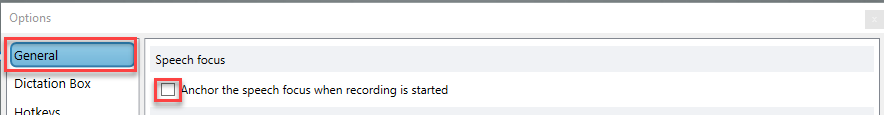 Options
x
General
Speech focus
Anchor the speech focus when recording is started
Dictation Box
Hotkeys